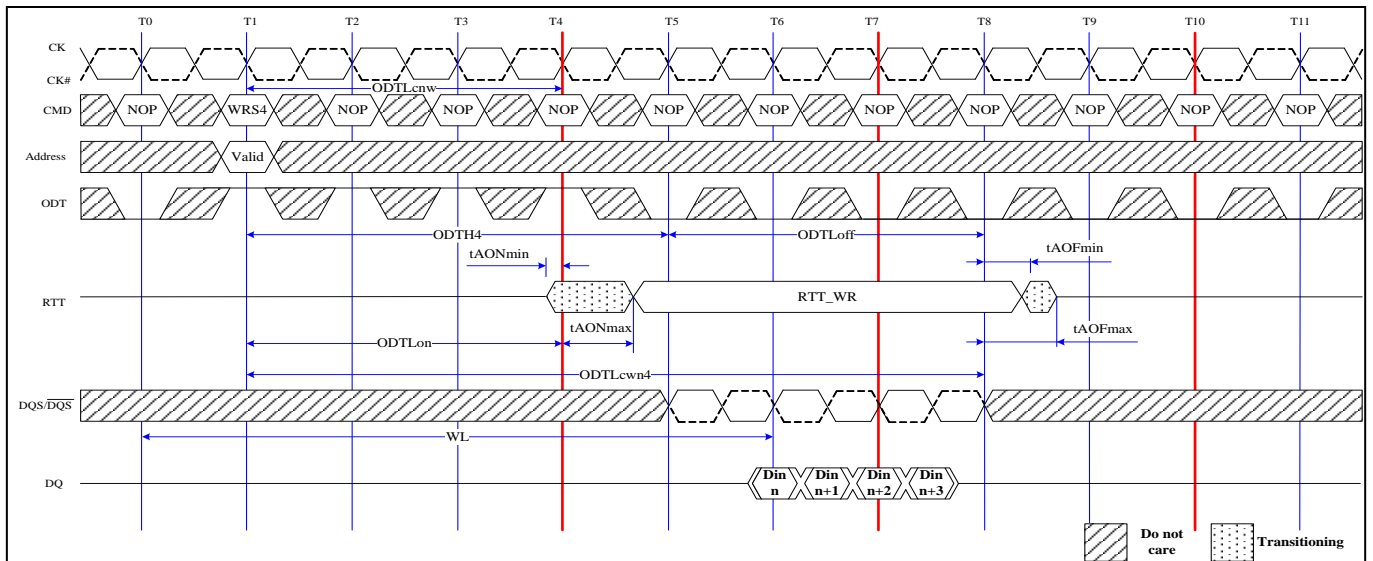 T0 T1 T2 T3 T4 T5 T6 T7 T8 T9 T10 T11
CK
CK#
ODTLcnw
CMD NOP WRS4 NOP NOP NOP NOP NOP NOP NOP NOP NOP NOP
Address Valid
ODT
ODTH4 ODTLoff
tAONmin tAOFmin
RTT RTT_WR
tAONmax tAOFmax
ODTLon
ODTLcwn4
DQS/DQS
WL
DQ
Din n
Din n+1
Din n+2
Din n+3
Do not care
Transitioning